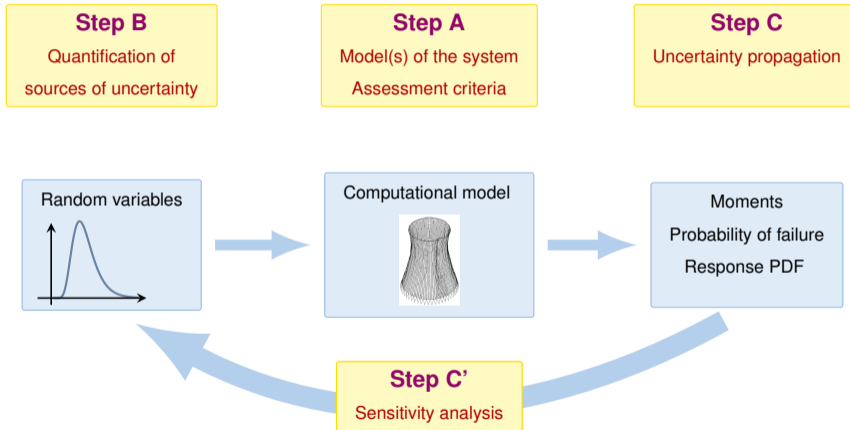 Step B
Quantification of
sources of uncertainty
Step A
Model(s) of the system
Assessment criteria
Step C
Uncertainty propagation
Random variables
Computational model
Moments
Probability of failure
Response PDF
Step C’
Sensitivity analysis